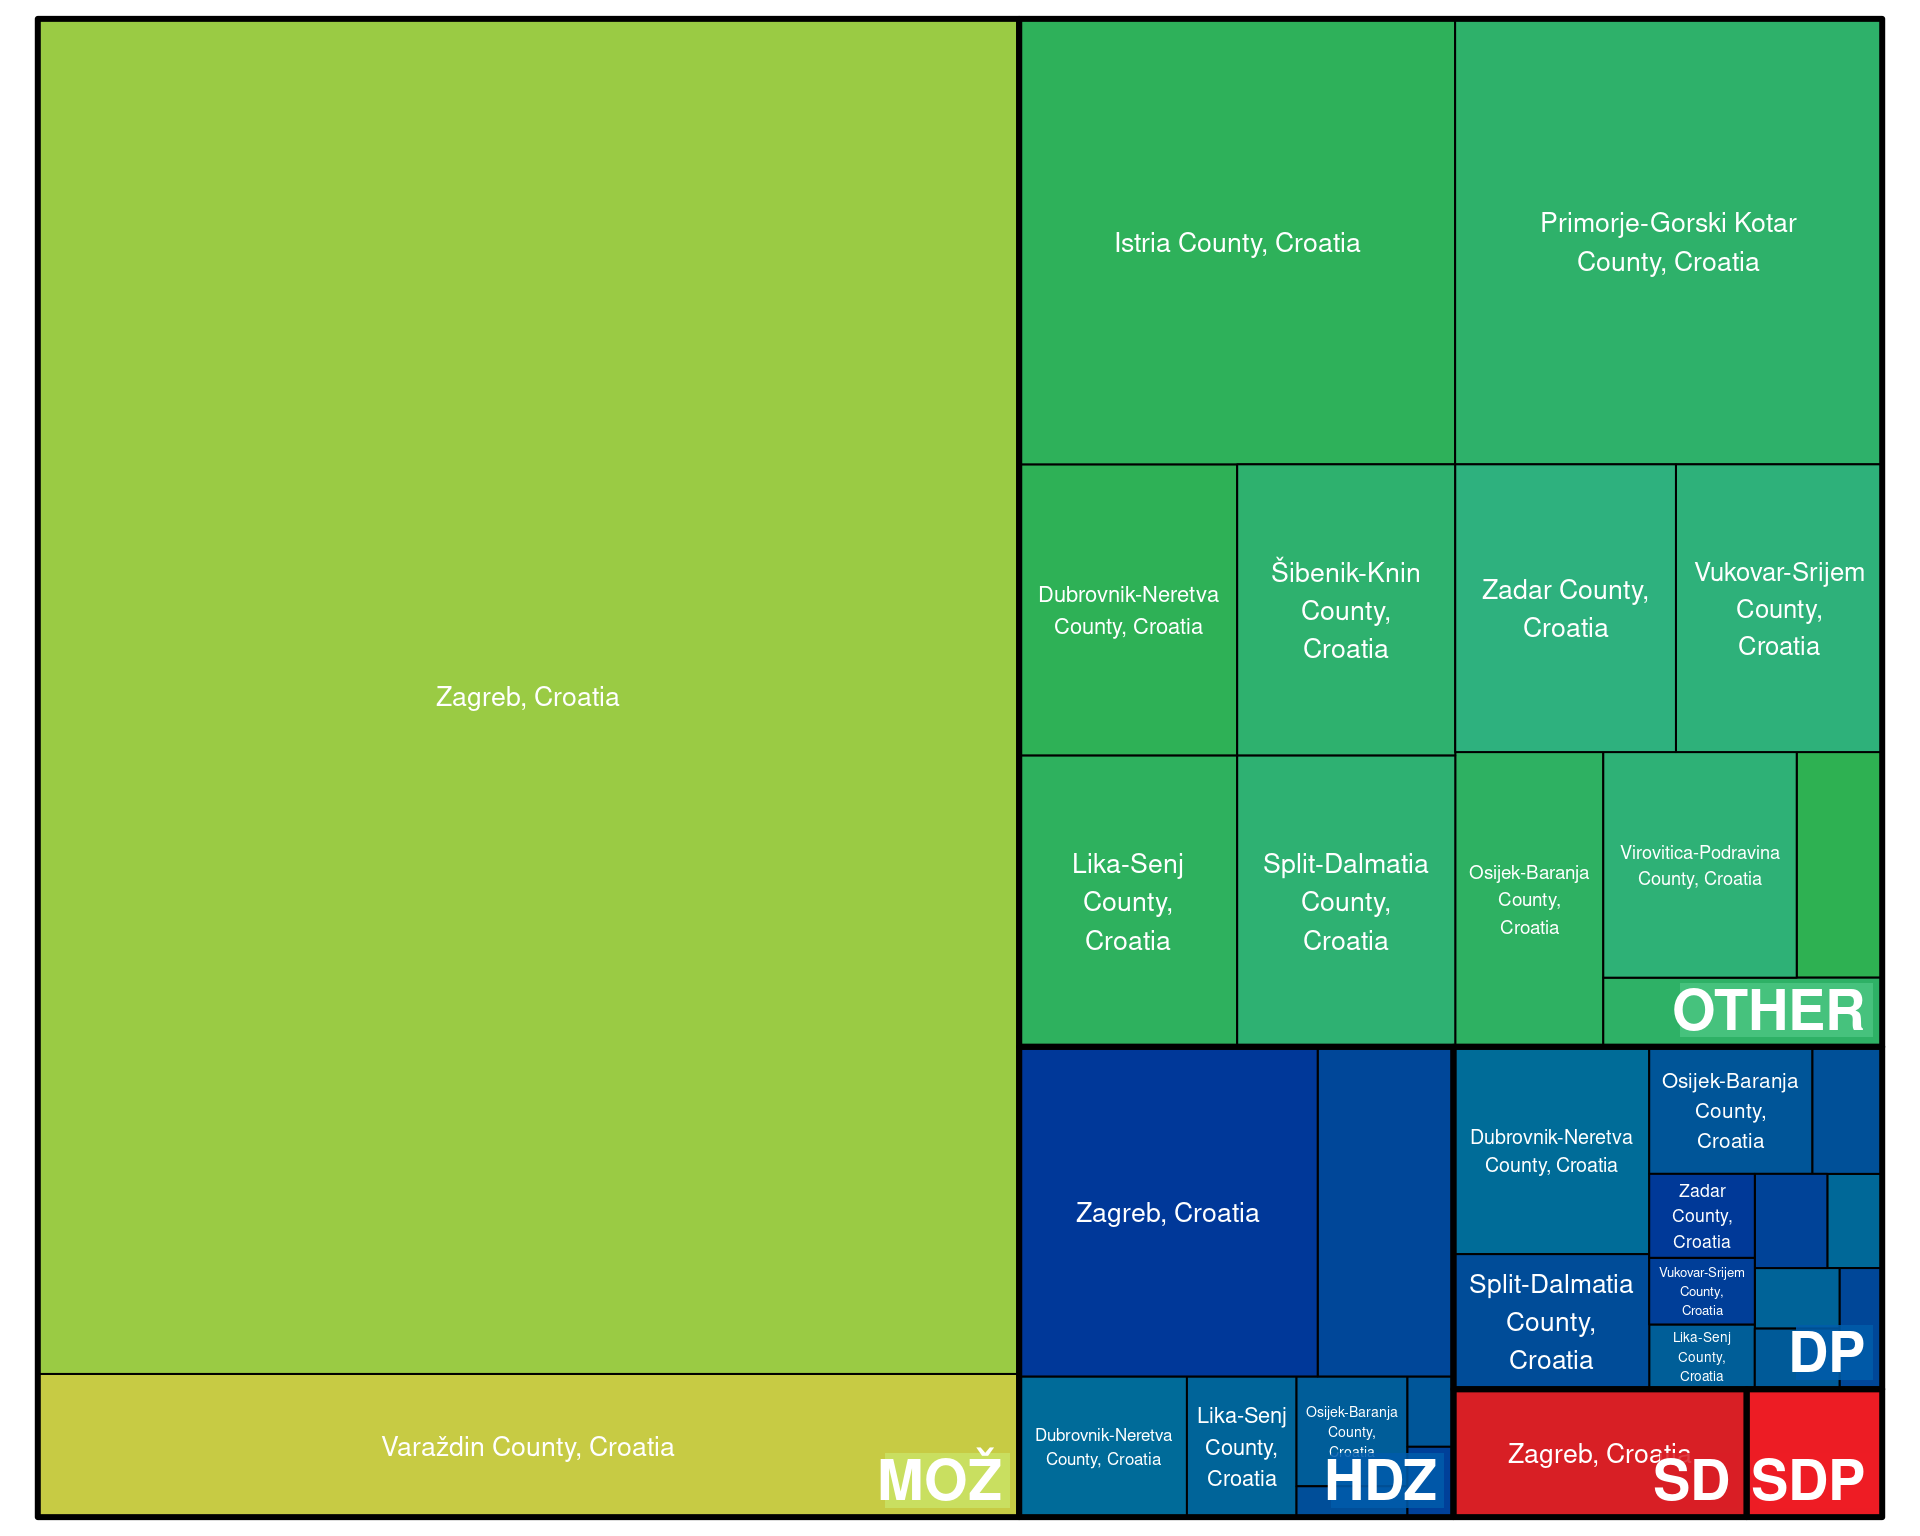 Zagreb, Croatia
Varaždin County, Croatia
MOŽ
Istria County, Croatia
Primorje-Gorski Kotar
County, Croatia
Dubrovnik-Neretva
County, Croatia
Šibenik-Knin
County,
Croatia
Zadar County,
Croatia
Vukovar-Srijem
County,
Croatia
Lika-Senj
County,
Croatia
Split-Dalmatia
County,
Croatia
Osijek-Baranja
County,
Croatia
Virovitica-Podravina
County, Croatia
OTHER
Zagreb, Croatia
Dubrovnik-Neretva
County, Croatia
Lika-Senj
County,
Croatia
Osijek-Baranja
County,
Croatia
HDZ
Dubrovnik-Neretva
County, Croatia
Osijek-Baranja
County,
Croatia
Split-Dalmatia
County,
Croatia
Zadar
County,
Croatia
Vukovar-Srijem
County,
Croatia
Lika-Senj
County,
Croatia
DP
Zagreb, Croatia
SD
SDP